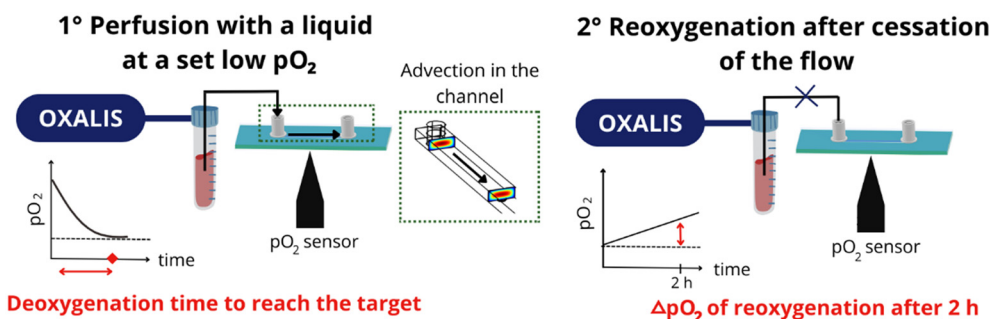 1° Perfusion with a liquid
at a set low pO₂
OXALIS
Advection in the
channel
pO₂
time
pO₂ sensor
Deoxygenation time to reach the target
2° Reoxygenation after cessation
of the flow
OXALIS
pO₂
2 h
time
pO₂ sensor
ΔpO₂ of reoxygenation after 2 h